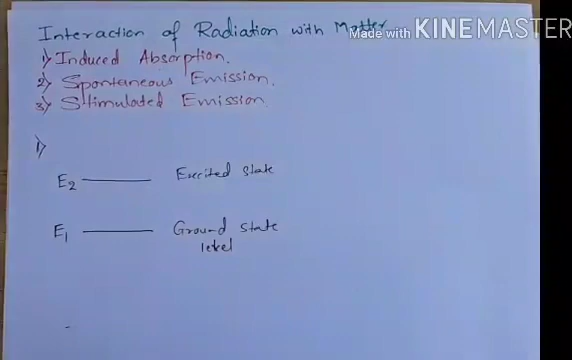 Interaction of Radiation with Matter
Made with KINEMASTER
1) Induced Absorption.
2) Spontaneous Emission.
3) Stimulated Emission
1)
E2 Excited state
E1 Ground state
level